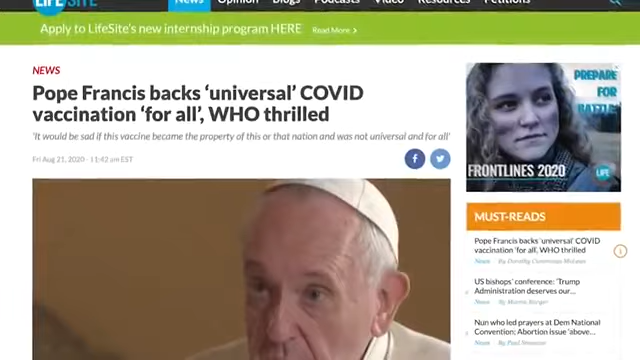 LIFESITE
News Opinion Blogs Podcasts Video Resources Petitions
Apply to LifeSite's new internship program HERE Read More >
NEWS
Pope Francis backs ‘universal’ COVID
vaccination ‘for all’, WHO thrilled
'It would be sad if this vaccine became the property of this or that nation and was not universal and for all'
Fri Aug 21, 2020 - 11:42 am EST
PREPARE
FOR
BATTLE
FRONTLINES 2020
LIFE
MUST-READS
Pope Francis backs 'universal' COVID
vaccination 'for all', WHO thrilled
News By Dorothy Cummings McLean
US bishops' conference: 'Trump
Administration deserves our...
News By Martin Barger
Nun who led prayers at Dem National
Convention: Abortion issue 'above...
News By Paul Smeaton